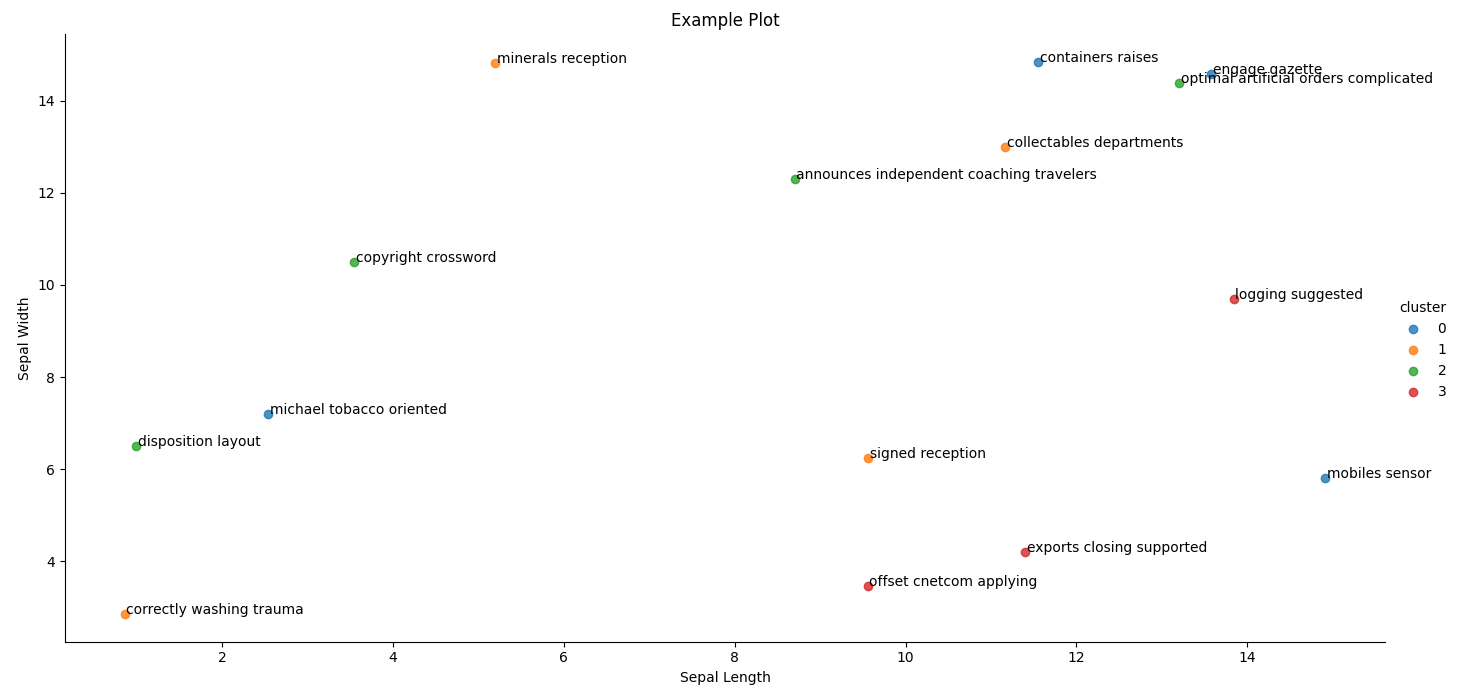 Example Plot
minerals reception
containers raises
engage gazette
optimal artificial orders complicated
14
collectables departments
announces independent coaching travelers
12
copyright crossword
10
logging suggested
Sepal Width
cluster
0
1
2
3
8
michael tobacco oriented
disposition layout
6
signed reception
mobiles sensor
4
exports closing supported
offset cnetcom applying
correctly washing trauma
2 4 6 8 10 12 14
Sepal Length